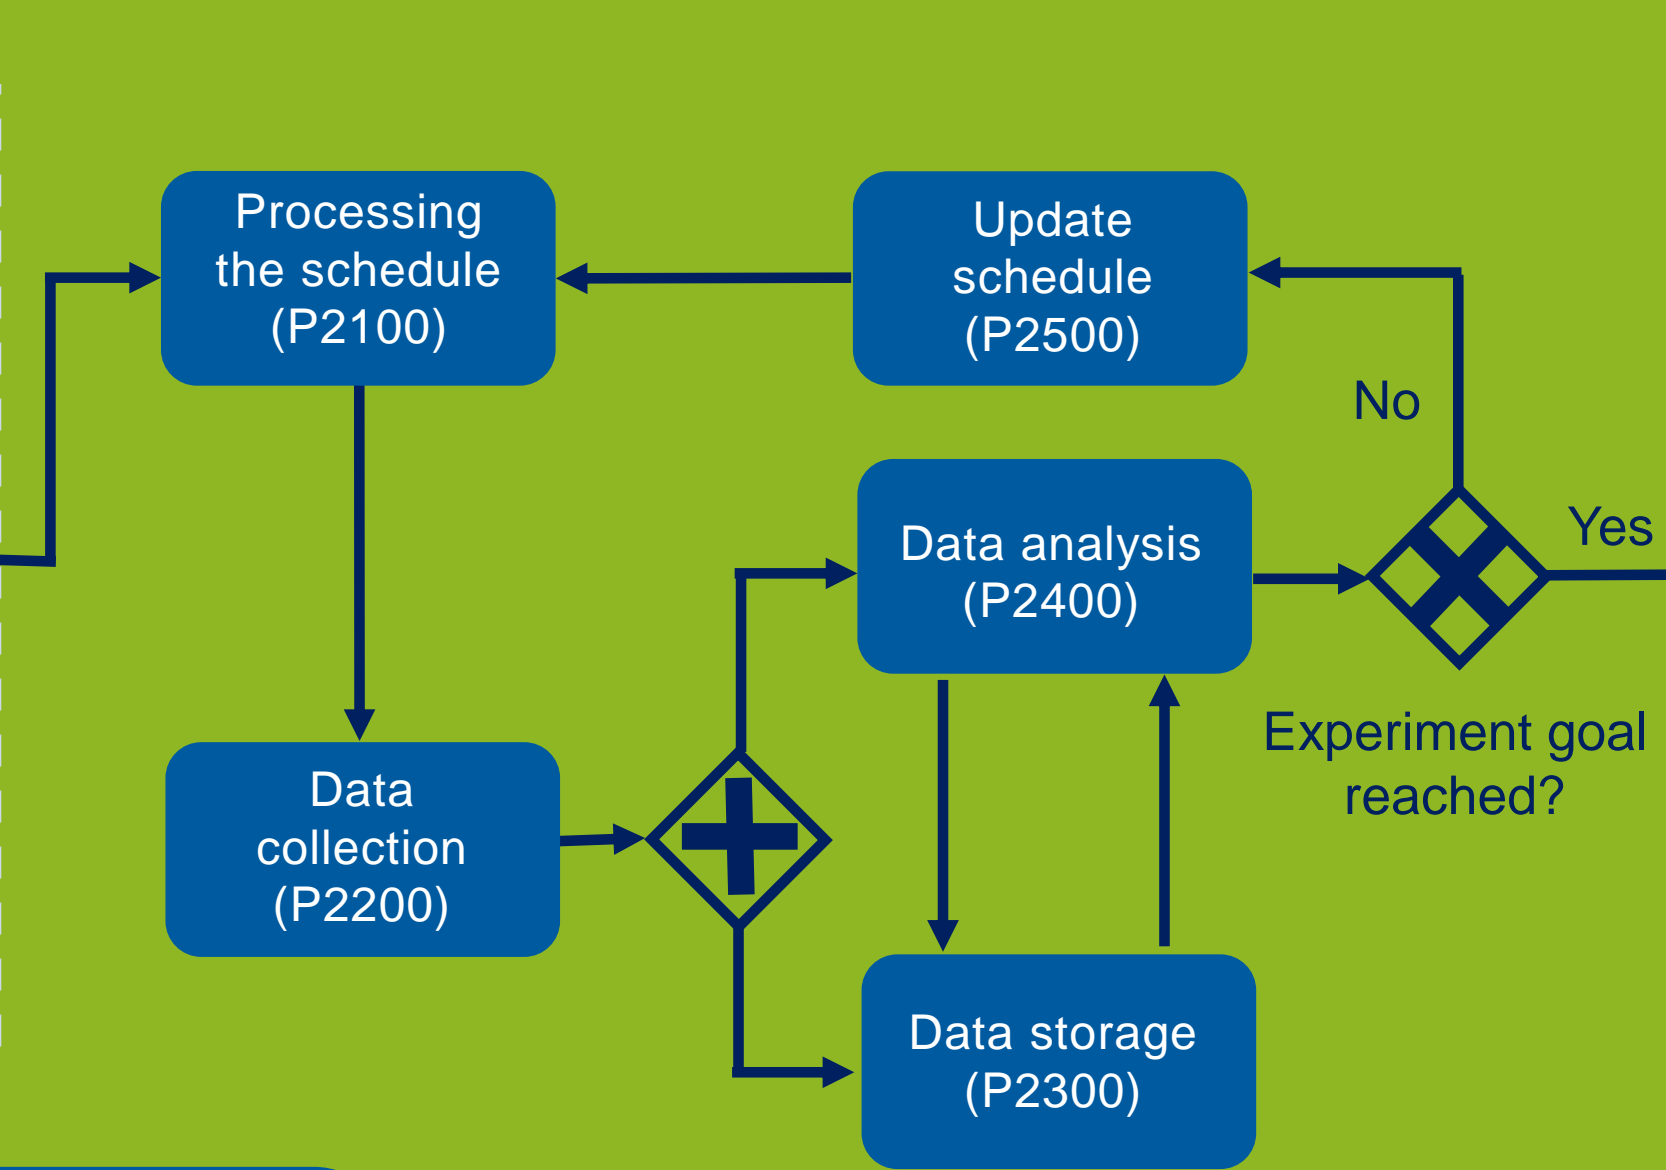 Processing
the schedule
(P2100)
Update
schedule
(P2500)
No
Yes
Data analysis
(P2400)
Experiment goal
reached?
Data
collection
(P2200)
Data storage
(P2300)